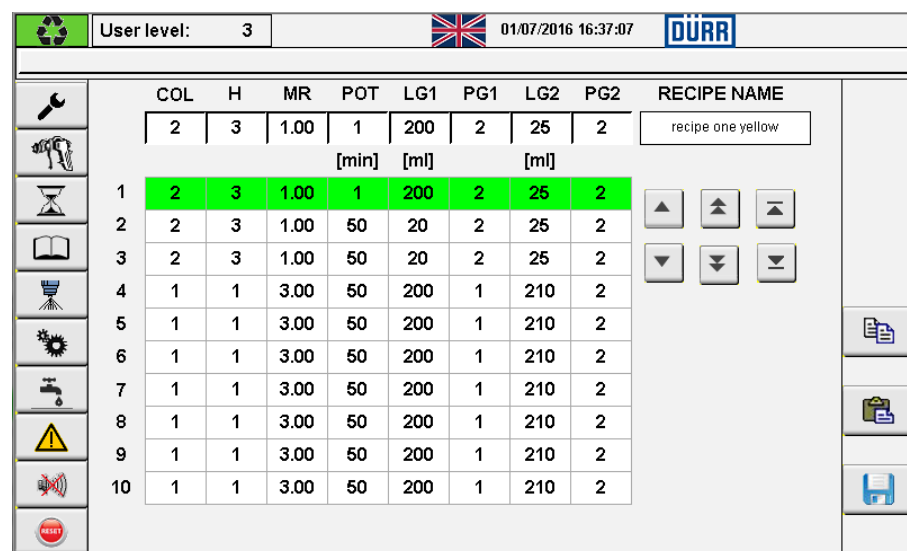 User level: 3 01/07/2016 16:37:07 DÜRR
COL H MR POT LG1 PG1 LG2 PG2 RECIPE NAME
2 3 1.00 1 200 2 25 2 recipe one yellow
[min] [ml] [ml]
1 2 3 1.00 1 200 2 25 2
2 2 3 1.00 50 20 2 25 2
3 2 3 1.00 50 20 2 25 2
4 1 1 3.00 50 200 1 210 2
5 1 1 3.00 50 200 1 210 2
6 1 1 3.00 50 200 1 210 2
7 1 1 3.00 50 200 1 210 2
8 1 1 3.00 50 200 1 210 2
9 1 1 3.00 50 200 1 210 2
10 1 1 3.00 50 200 1 210 2
RESET